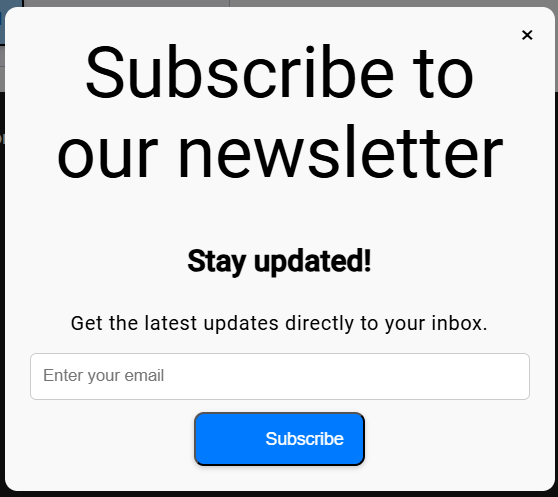 ×
Subscribe to
our newsletter
Stay updated!
Get the latest updates directly to your inbox.
Enter your email
Subscribe